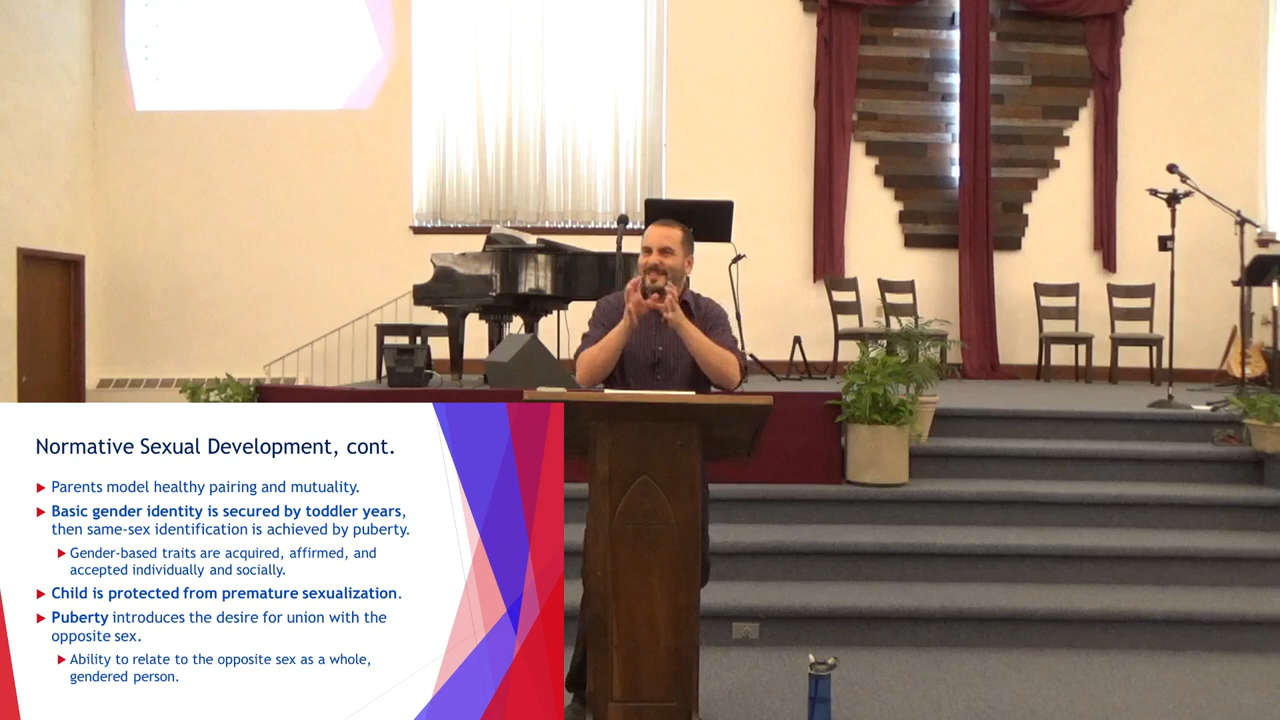 Normative Sexual Development, cont.
Parents model healthy pairing and mutuality.
Basic gender identity is secured by toddler years,
then same-sex identification is achieved by puberty.
Gender-based traits are acquired, affirmed, and
accepted individually and socially.
Child is protected from premature sexualization.
Puberty introduces the desire for union with the
opposite sex.
Ability to relate to the opposite sex as a whole,
gendered person.